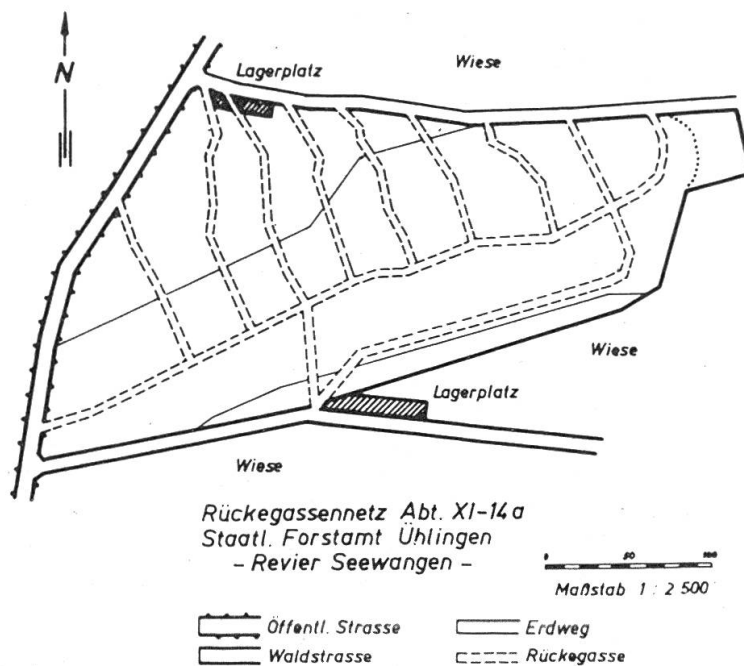 N
Lagerplatz
Wiese
Wiese
Lagerplatz
Wiese
Rückegassennetz Abt. XI-14a
Staatl. Forstamt Ühlingen
- Revier Seewangen -
0 50 100
Maßstab 1 : 2 500
Öffentl. Strasse
Erdweg
Waldstrasse
Rückegasse